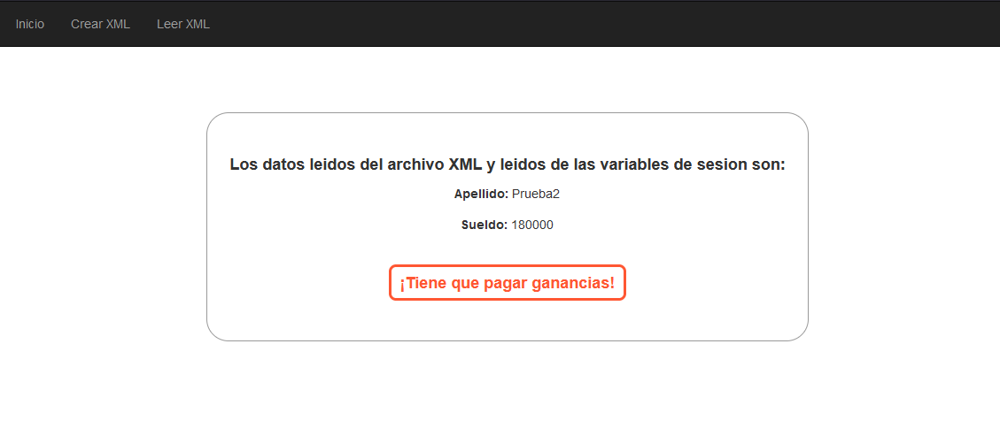 Inicio Crear XML Leer XML
Los datos leidos del archivo XML y leidos de las variables de sesion son:
Apellido: Prueba2
Sueldo: 180000
¡Tiene que pagar ganancias!